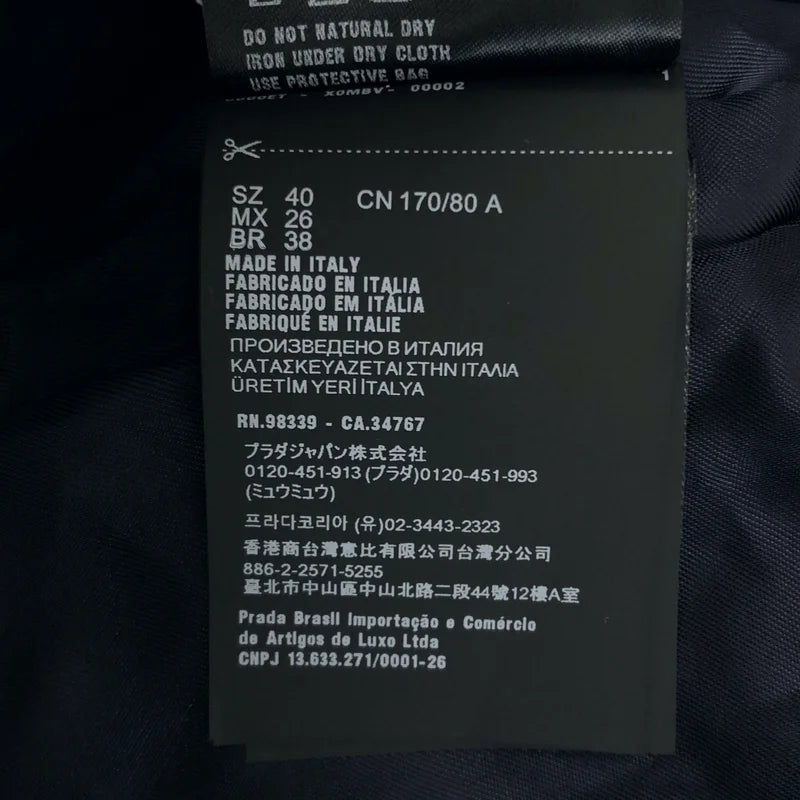 DO NOT NATURAL DRY
IRON UNDER DRY CLOTH
USE PROTECTIVE BAG
X0MBV- 00002
1
SZ 40 CN 170/80 A
MX 26
BR 38
MADE IN ITALY
FABRICADO EN ITALIA
FABRICADO EM ITÁLIA
FABRIQUÉ EN ITALIE
ПРОИЗВЕДЕНО В ИТАЛИЯ
ΚΑΤΑΣΚΕΥΑΖΕΤΑΙ ΣΤΗΝ ΙΤΑΛΙΑ
ÜRETİM YERİ İTALYA
RN.98339 - CA.34767
プラダジャパン株式会社
0120-451-913 (プラダ)0120-451-993
(ミュウミュウ)
프라다코리아 (유)02-3443-2323
香港商台灣惠比有限公司台灣分公司
886-2-2571-5255
臺北市中山區中山北路二段44號12樓A室
Prada Brasil Importação e Comércio
de Artigos de Luxo Ltda
CNPJ 13.633.271/0001-26